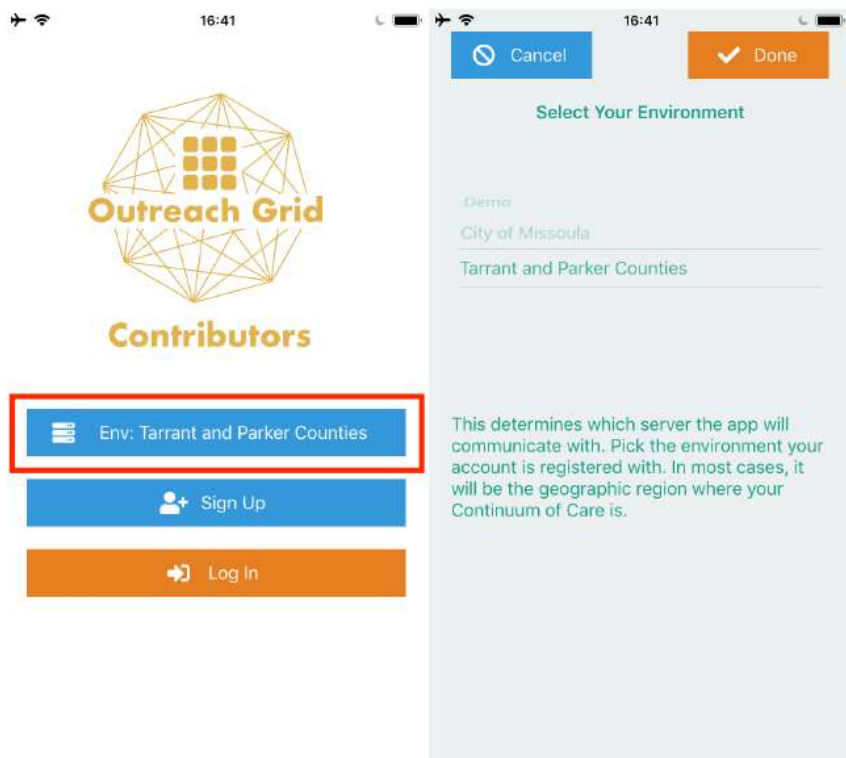 16:41
Outreach Grid
Contributors
Env: Tarrant and Parker Counties
Sign Up
Log In
16:41
Cancel
Done
Select Your Environment
Demo
City of Missoula
Tarrant and Parker Counties
This determines which server the app will
communicate with. Pick the environment your
account is registered with. In most cases, it
will be the geographic region where your
Continuum of Care is.